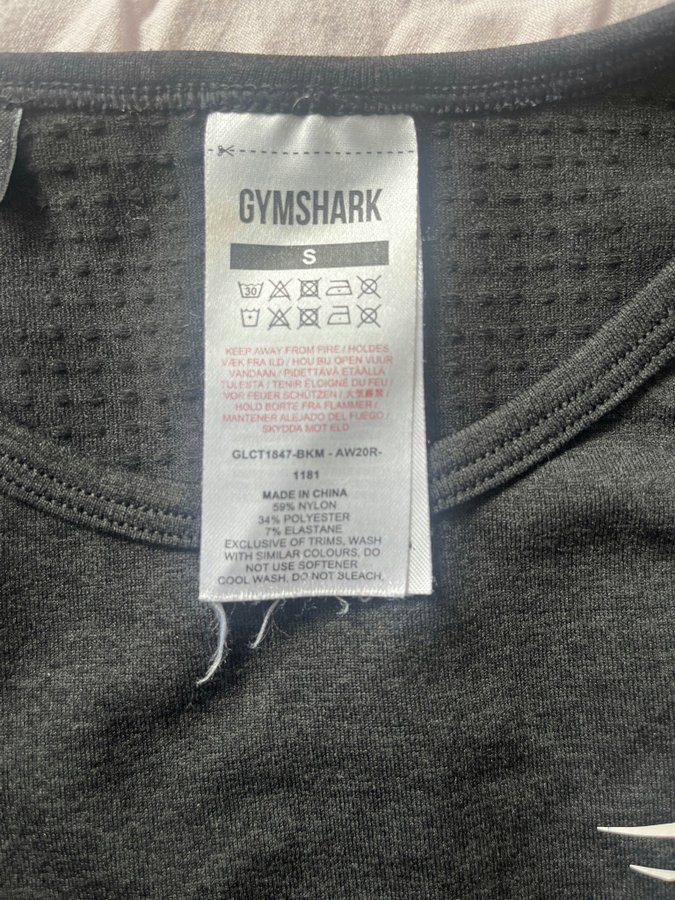 GYMSHARK
S
30
KEEP AWAY FROM FIRE / HOLDES
VÆK FRA ILD / HOU BIJ OPEN VUUR
VANDAAN / PIDETTÄVÄ ETÄÄLLÄ
TULESTA / TENIR ÉLOIGNÉ DU FEU /
VOR FEUER SCHÜTZEN / 火気厳禁 /
HOLD BORTE FRA FLAMMER /
MANTENER ALEJADO DEL FUEGO /
SKYDDA MOT ELD
GLCT1847-BKM - AW20R-
1181
MADE IN CHINA
59% NYLON
34% POLYESTER
7% ELASTANE
EXCLUSIVE OF TRIMS, WASH
WITH SIMILAR COLOURS, DO
NOT USE SOFTENER
COOL WASH, DO NOT BLEACH,